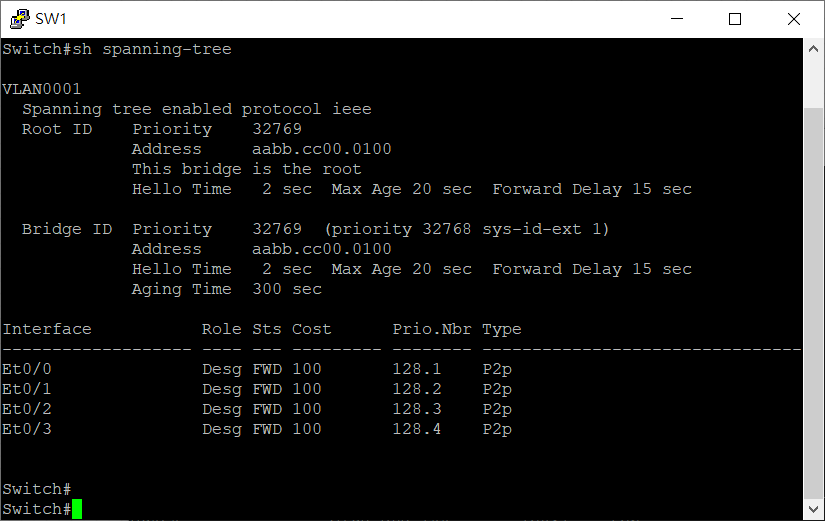 SW1
Switch#sh spanning-tree
VLAN0001
  Spanning tree enabled protocol ieee
  Root ID    Priority    32769
             Address     aabb.cc00.0100
             This bridge is the root
             Hello Time   2 sec  Max Age 20 sec  Forward Delay 15 sec
  Bridge ID  Priority    32769  (priority 32768 sys-id-ext 1)
             Address     aabb.cc00.0100
             Hello Time   2 sec  Max Age 20 sec  Forward Delay 15 sec
             Aging Time  300 sec
Interface           Role Sts Cost      Prio.Nbr Type
------------------- ---- --- --------- -------- --------------------------------
Et0/0               Desg FWD 100       128.1    P2p
Et0/1               Desg FWD 100       128.2    P2p
Et0/2               Desg FWD 100       128.3    P2p
Et0/3               Desg FWD 100       128.4    P2p
Switch#
Switch#